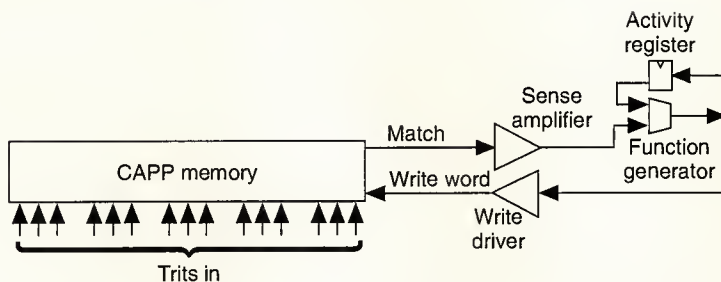 Activity
register
Sense
amplifier
Match
CAPP memory
Function
generator
Write word
Write
driver
Trits in